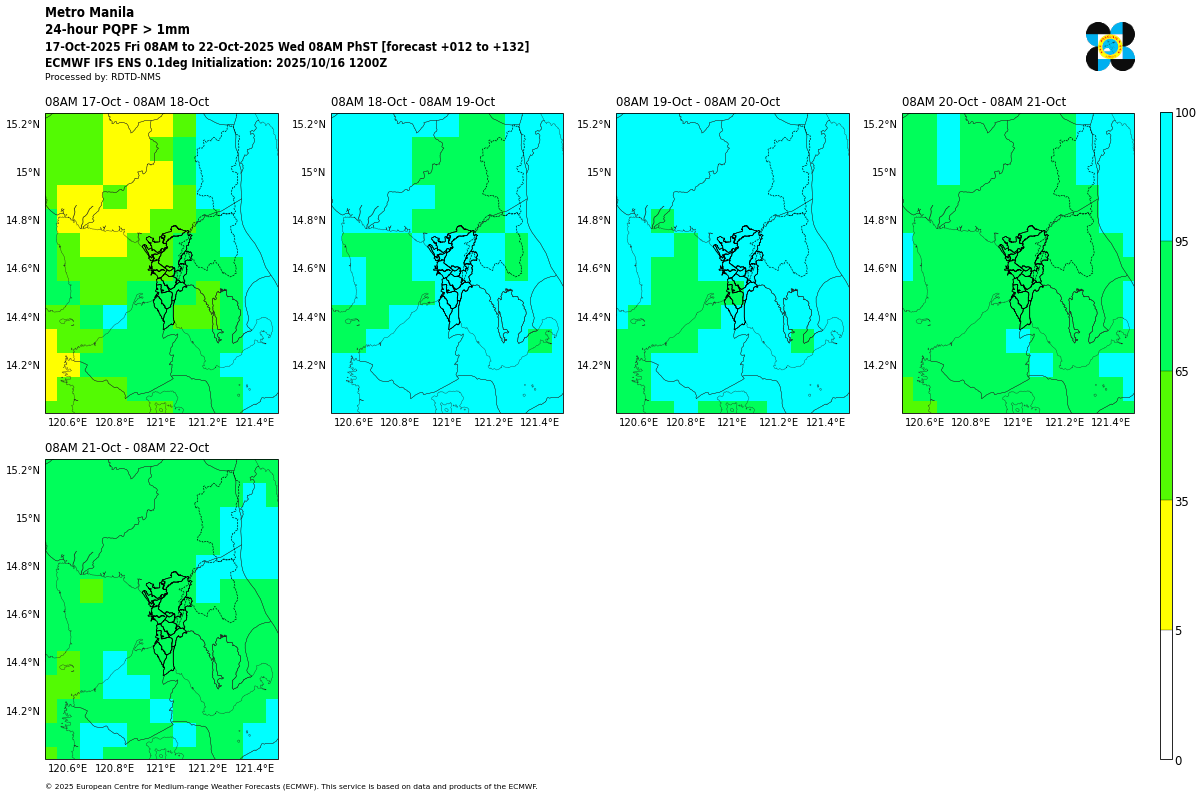 Metro Manila
24-hour PQPF > 1mm
17-Oct-2025 Fri 08AM to 22-Oct-2025 Wed 08AM PhST [forecast +012 to +132]
ECMWF IFS ENS 0.1deg Initialization: 2025/10/16 1200Z
Processed by: RDTD-NMS
08AM 17-Oct - 08AM 18-Oct
08AM 18-Oct - 08AM 19-Oct
08AM 19-Oct - 08AM 20-Oct
08AM 20-Oct - 08AM 21-Oct
15.2°N
15°N
14.8°N
14.6°N
14.4°N
14.2°N
120.6°E 120.8°E 121°E 121.2°E 121.4°E
15.2°N
15°N
14.8°N
14.6°N
14.4°N
14.2°N
120.6°E 120.8°E 121°E 121.2°E 121.4°E
15.2°N
15°N
14.8°N
14.6°N
14.4°N
14.2°N
120.6°E 120.8°E 121°E 121.2°E 121.4°E
15.2°N
15°N
14.8°N
14.6°N
14.4°N
14.2°N
120.6°E 120.8°E 121°E 121.2°E 121.4°E
100
95
65
35
5
0
08AM 21-Oct - 08AM 22-Oct
15.2°N
15°N
14.8°N
14.6°N
14.4°N
14.2°N
120.6°E 120.8°E 121°E 121.2°E 121.4°E
© 2025 European Centre for Medium-range Weather Forecasts (ECMWF). This service is based on data and products of the ECMWF.